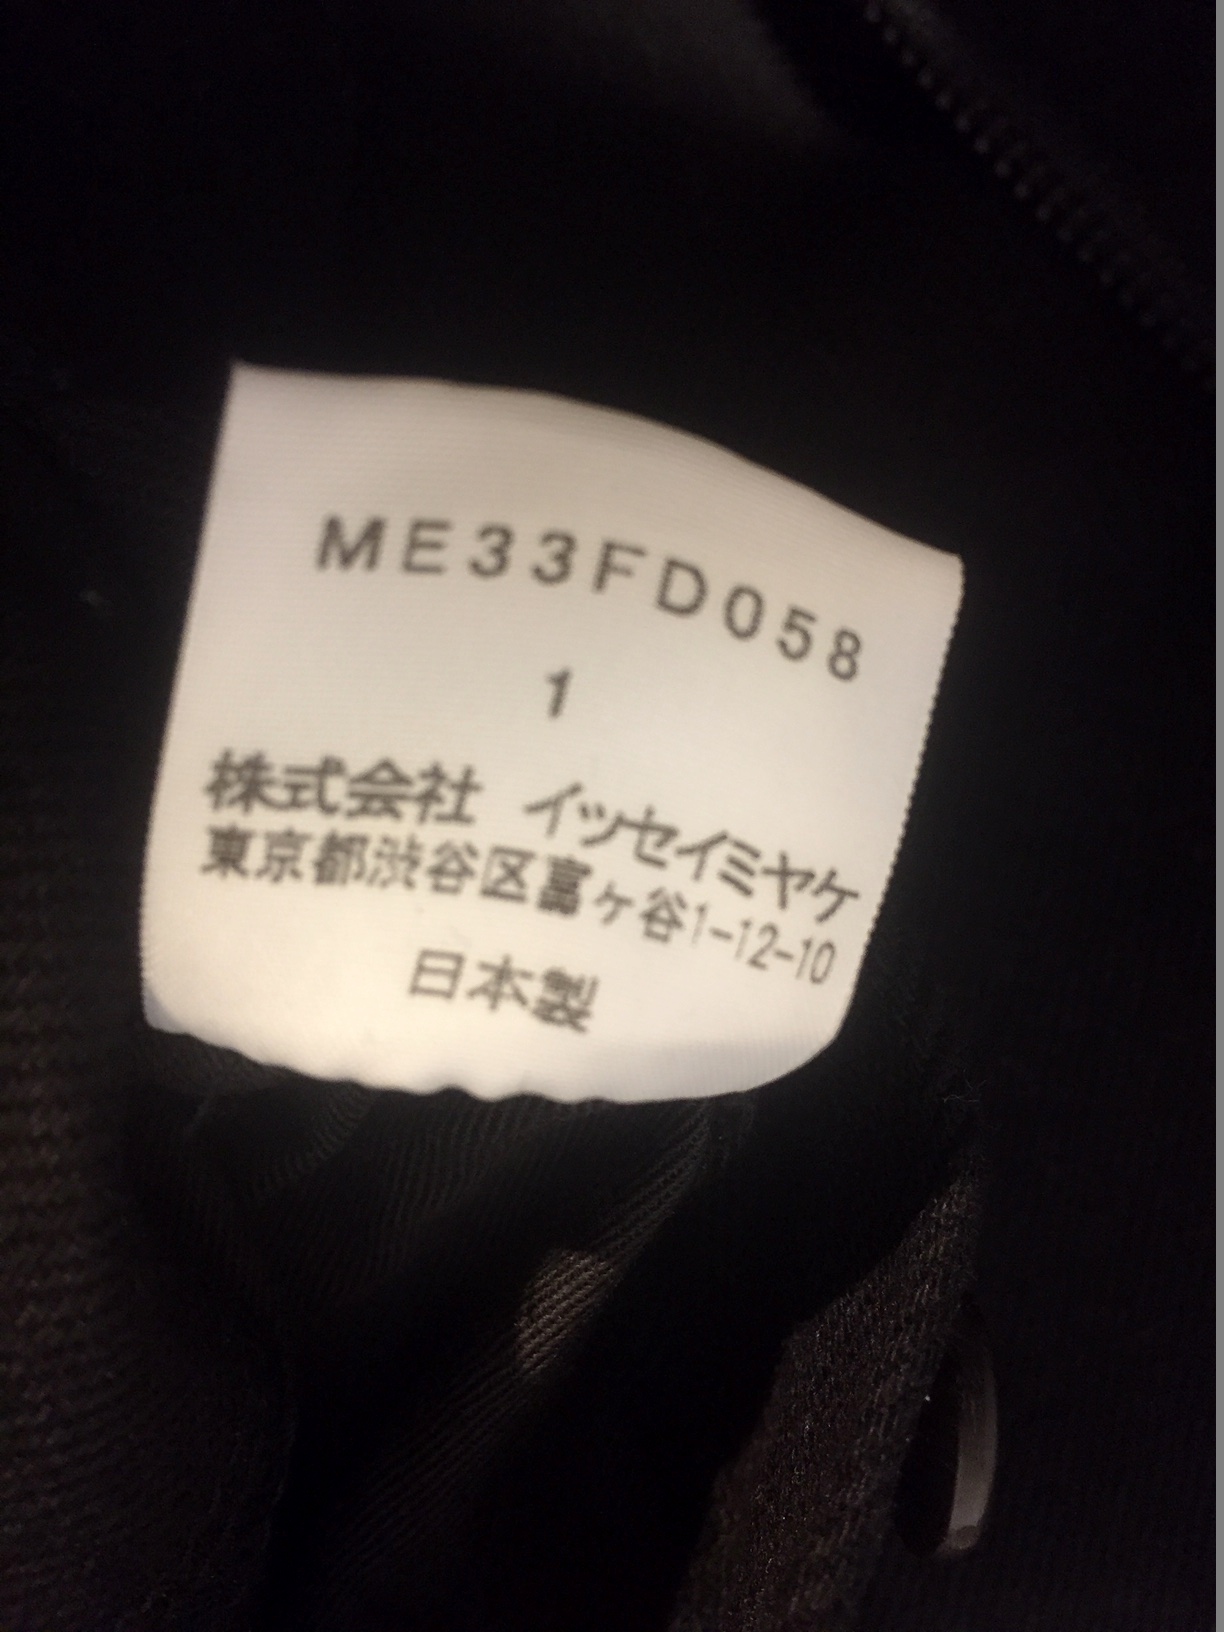 ME33FD058
1
株式会社 イッセイミヤケ
東京都渋谷区富ヶ谷1-12-10
日本製